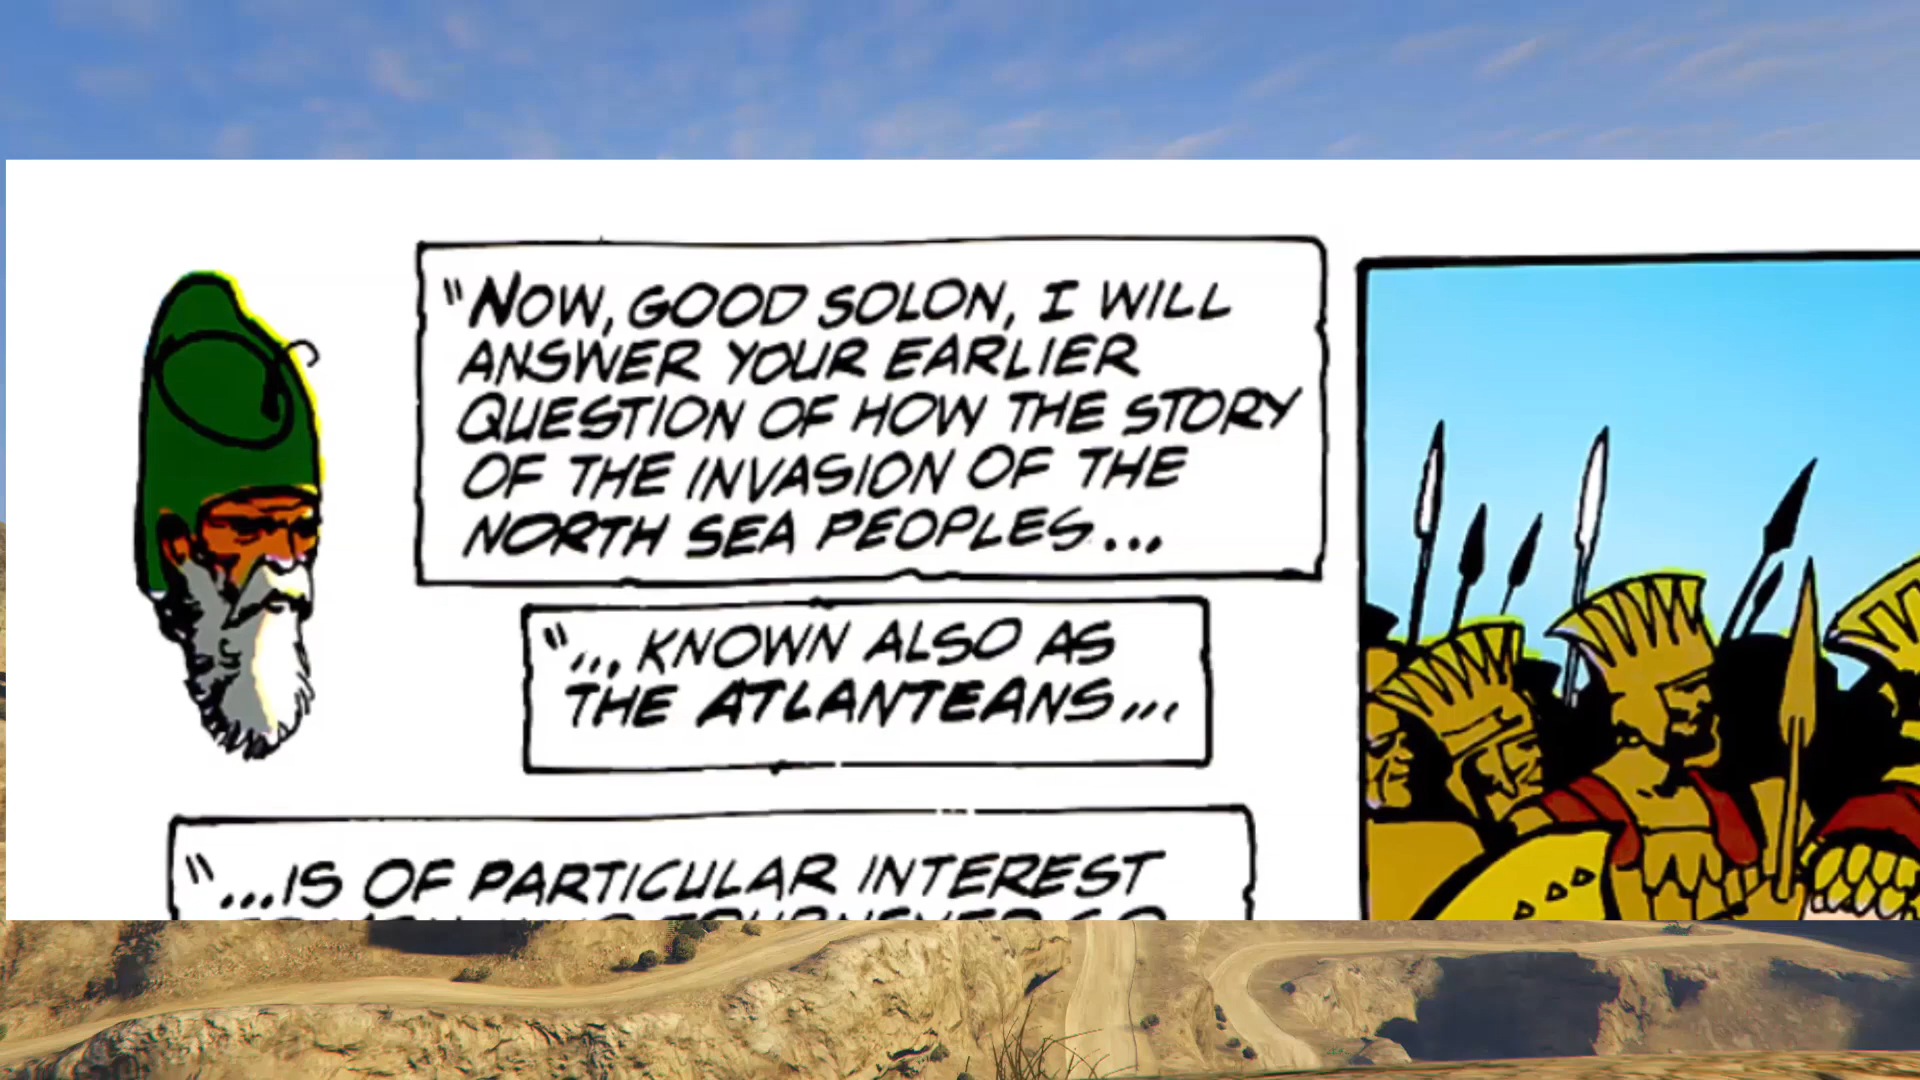 "NOW, GOOD SOLON, I WILL
ANSWER YOUR EARLIER
QUESTION OF HOW THE STORY
OF THE INVASION OF THE
NORTH SEA PEOPLES...
"...KNOWN ALSO AS
THE ATLANTEANS...
"...IS OF PARTICULAR INTEREST